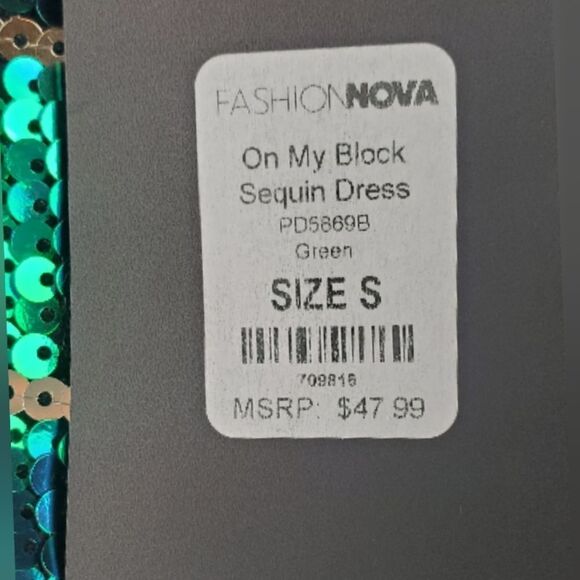 FASHIONNOVA
On My Block
Sequin Dress
PD5869B
Green
SIZE S
709816
MSRP: $47.99